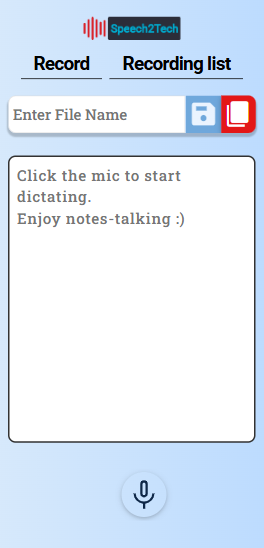 Speech2Tech
Record Recording list
Enter File Name
Click the mic to start
dictating.
Enjoy notes-talking :)